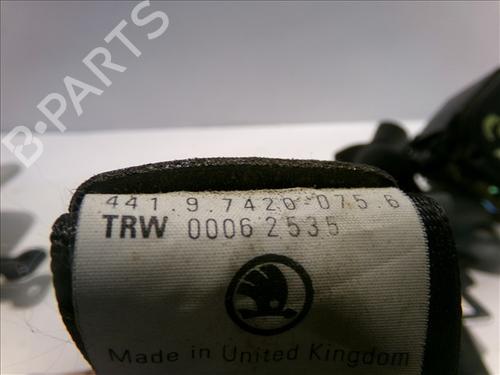 B-PARTS
441 9 7420 075 6
TRW 0006 2535
Made in United Kingdom